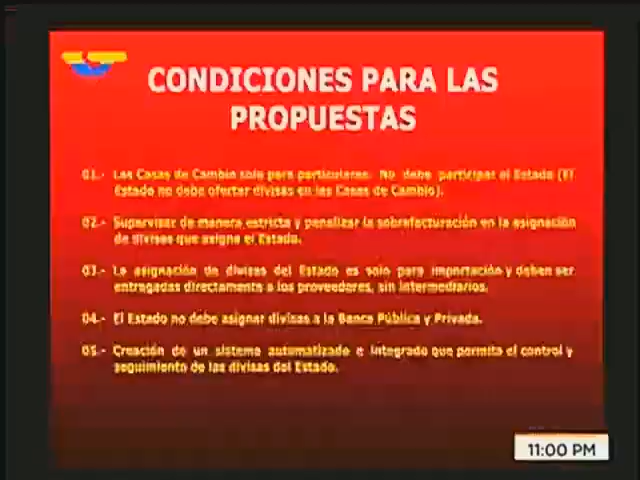 CONDICIONES PARA LAS
PROPUESTAS
01.- Las Casas de Cambio solo para particulares. No debe participar el Estado (El
Estado no debe ofertar divisas en las Casas de Cambio).
02.- Supervisar de manera estricta y penalizar la sobrefacturación en la asignación
de divisas que asigna el Estado.
03.- La asignación de divisas del Estado es solo para importación y deben ser
entregadas directamente a los proveedores, sin intermediarios.
04.- El Estado no debe asignar divisas a la Banca Pública y Privada.
05.- Creación de un sistema automatizado e integrado que permita el control y
seguimiento de las divisas del Estado.
11:00 PM